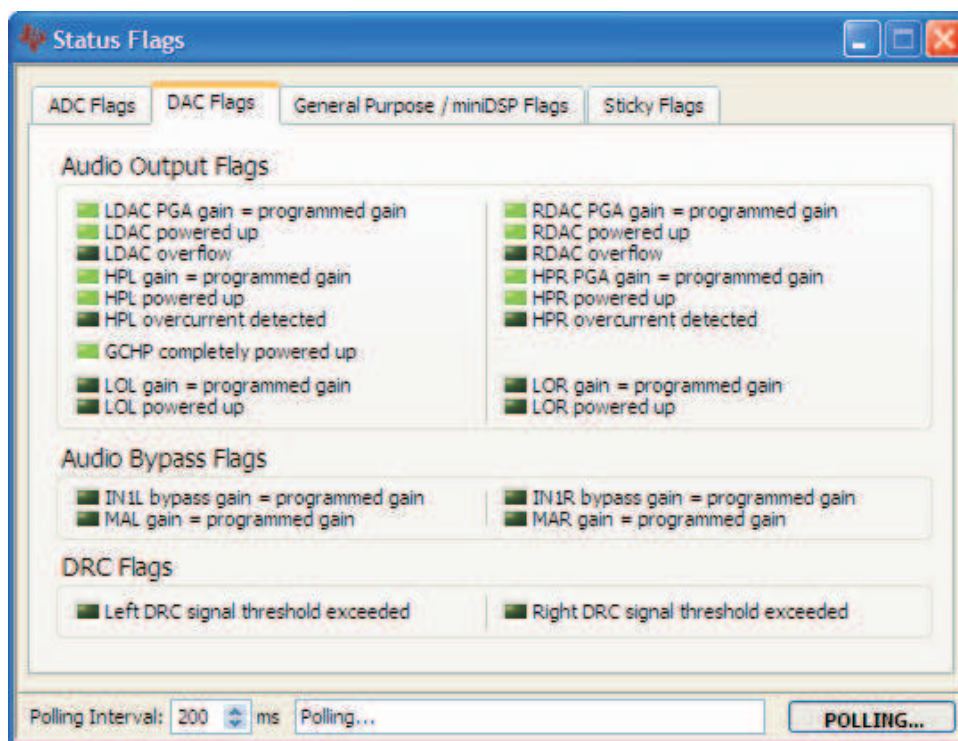 Status Flags
ADC Flags
DAC Flags
General Purpose / miniDSP Flags
Sticky Flags
Audio Output Flags
LDAC PGA gain = programmed gain
LDAC powered up
LDAC overflow
HPL gain = programmed gain
HPL powered up
HPL overcurrent detected
GCHP completely powered up
LOL gain = programmed gain
LOL powered up
RDAC PGA gain = programmed gain
RDAC powered up
RDAC overflow
HPR PGA gain = programmed gain
HPR powered up
HPR overcurrent detected
LOR gain = programmed gain
LOR powered up
Audio Bypass Flags
IN1L bypass gain = programmed gain
MAL gain = programmed gain
IN1R bypass gain = programmed gain
MAR gain = programmed gain
DRC Flags
Left DRC signal threshold exceeded
Right DRC signal threshold exceeded
Polling Interval: 200 ms Polling... POLLING...